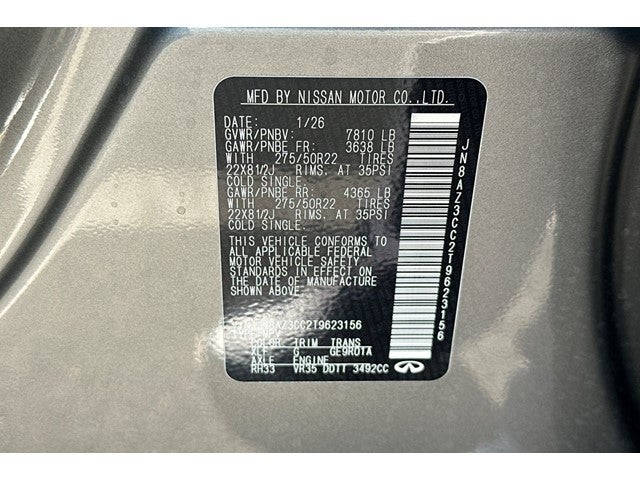 MFD BY NISSAN MOTOR CO.,LTD.
DATE: 1/26
GVWR/PNBV: 7810 LB
GAWR/PNBE FR: 3638 LB
WITH 275/50R22 TIRES
22X81/2J RIMS. AT 35PSI
COLD SINGLE.
GAWR/PNBE RR: 4365 LB
WITH 275/50R22 TIRES
22X81/2J RIMS. AT 35PSI
COLD SINGLE.
THIS VEHICLE CONFORMS TO
ALL APPLICABLE FEDERAL
MOTOR VEHICLE SAFETY
STANDARDS IN EFFECT ON
THE DATE OF MANUFACTURE
SHOWN ABOVE.
JN8AZ3CC2T9623156
COLOR TRIM TRANS
XLT G GE9R01A
AXLE ENGINE
RH33 VR35 DDTT 3492CC
JN8AZ3CC2T9623156